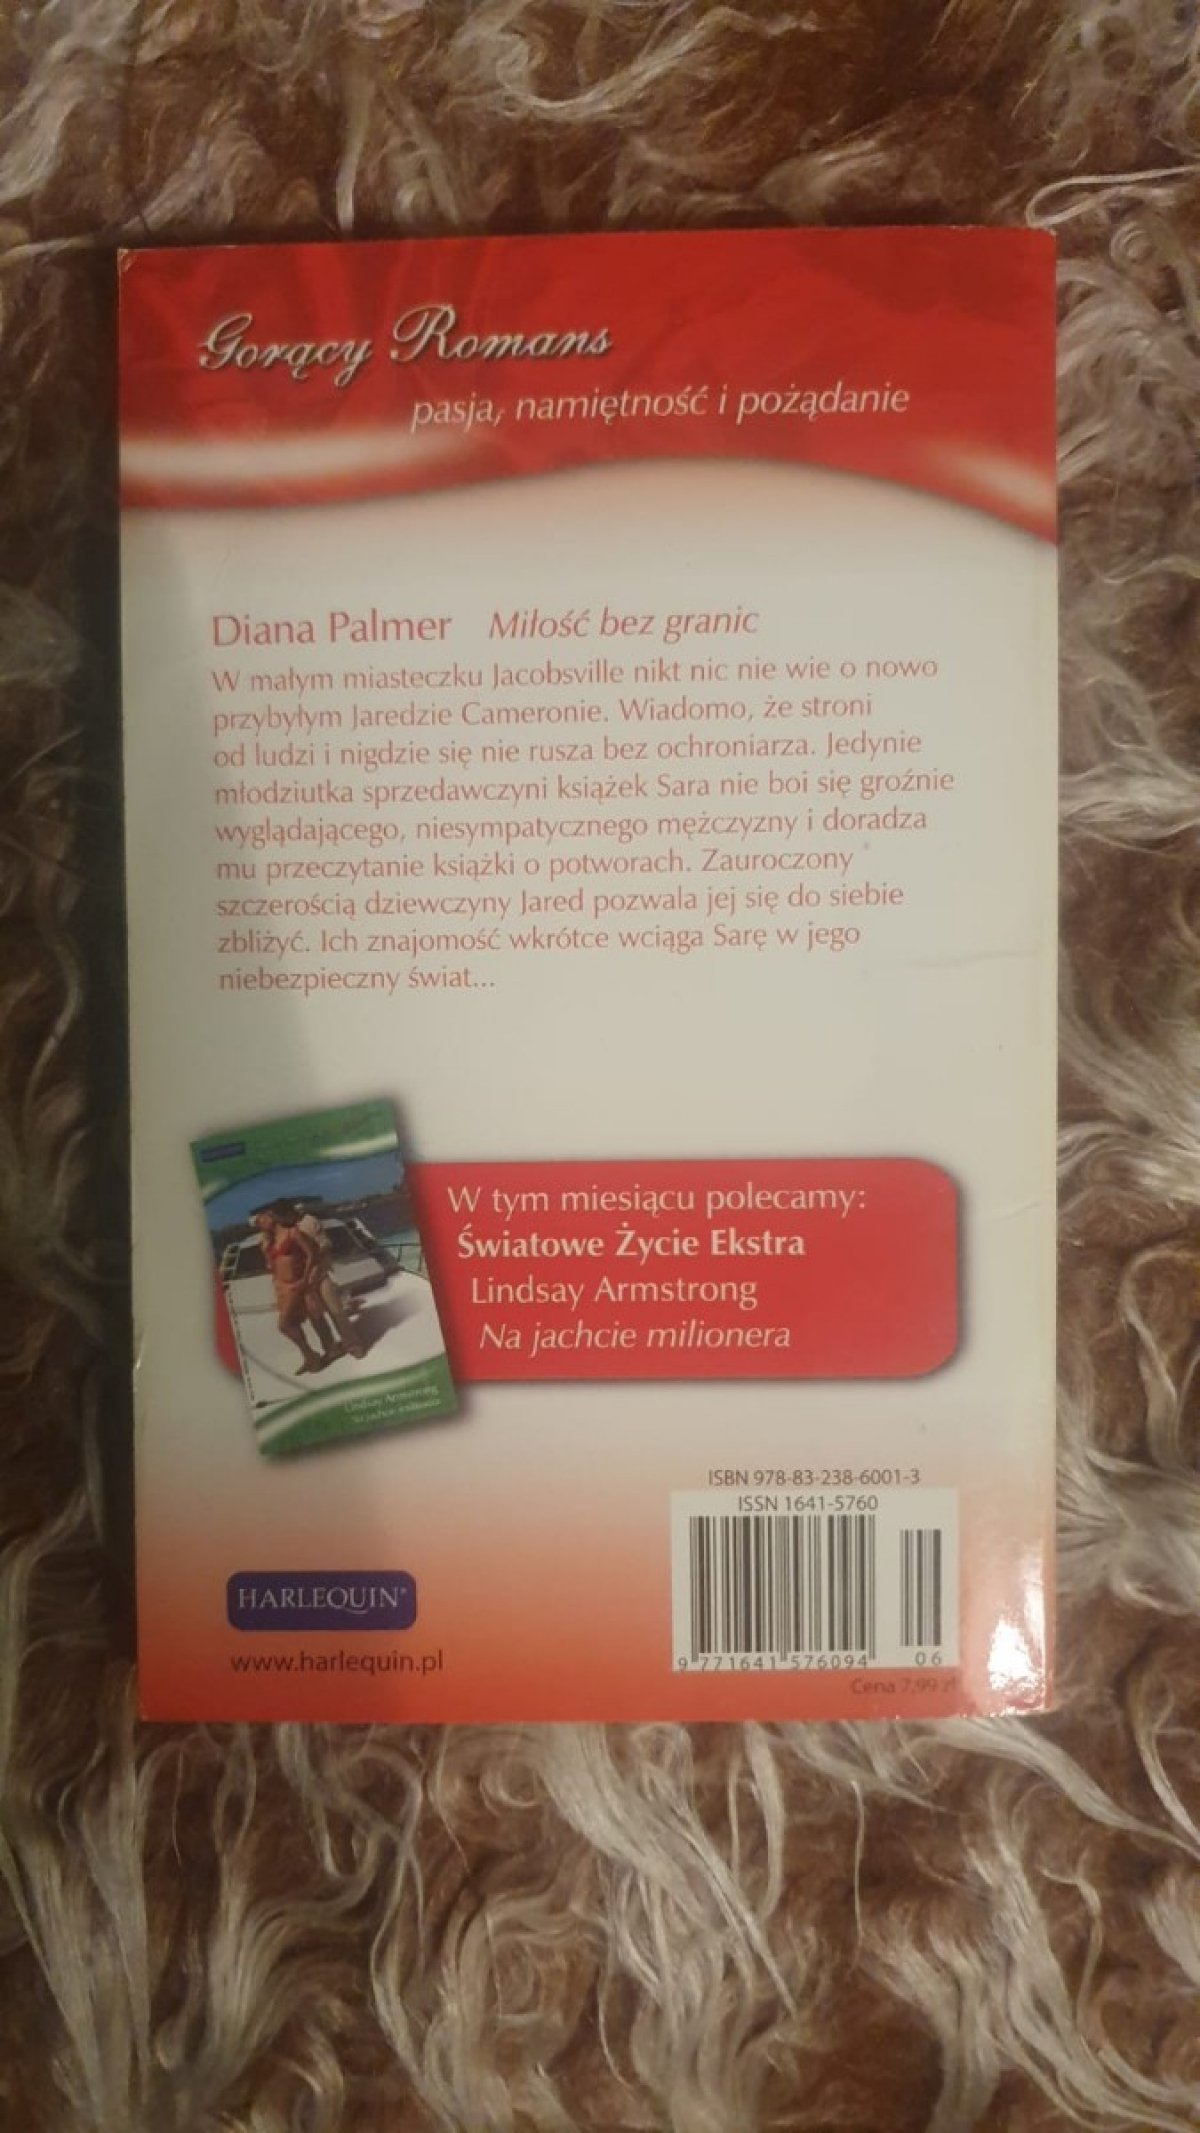 Gorący Romans
pasja, namiętność i pożądanie
Diana Palmer Miłość bez granic
W małym miasteczku Jacobsville nikt nic nie wie o nowo
przybyłym Jaredzie Cameronie. Wiadomo, że stroni
od ludzi i nigdzie się nie rusza bez ochroniarza. Jedynie
młodziutka sprzedawczyni książek Sara nie boi się groźnie
wyglądającego, niesympatycznego mężczyzny i doradza
mu przeczytanie książki o potworach. Zauroczony
szczerością dziewczyny Jared pozwala jej się do siebie
zbliżyć. Ich znajomość wkrótce wciąga Sarę w jego
niebezpieczny świat...
W tym miesiącu polecamy:
Światowe Życie Ekstra
Lindsay Armstrong
Na jachcie milionera
Lindsay Armstrong
Na jachcie milionera
ISBN 978-83-238-6001-3
ISSN 1641-5760
9 771641 576094
06
Cena 7,99 zł
HARLEQUIN®
www.harlequin.pl